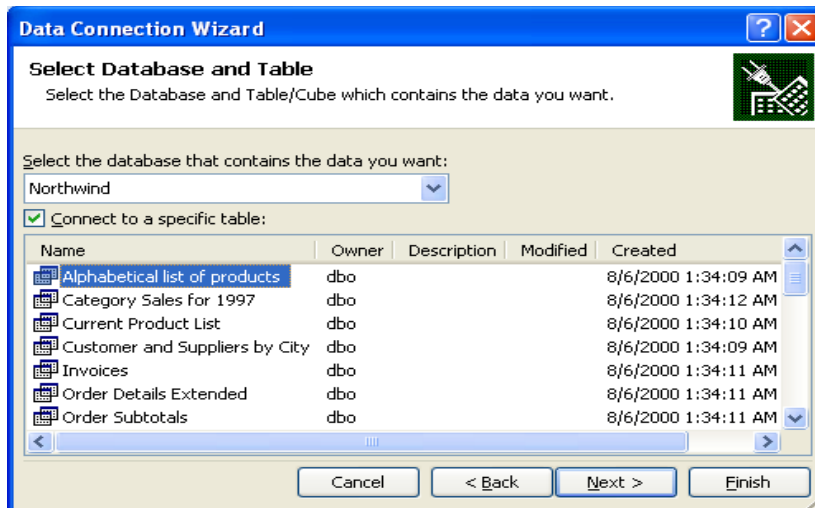 Data Connection Wizard
Select Database and Table
Select the Database and Table/Cube which contains the data you want.
Select the database that contains the data you want:
Northwind
Connect to a specific table:
Name Owner Description Modified Created
Alphabetical list of products dbo 8/6/2000 1:34:09 AM
Category Sales for 1997 dbo 8/6/2000 1:34:12 AM
Current Product List dbo 8/6/2000 1:34:10 AM
Customer and Suppliers by City dbo 8/6/2000 1:34:09 AM
Invoices dbo 8/6/2000 1:34:11 AM
Order Details Extended dbo 8/6/2000 1:34:11 AM
Order Subtotals dbo 8/6/2000 1:34:11 AM
Cancel < Back Next > Finish